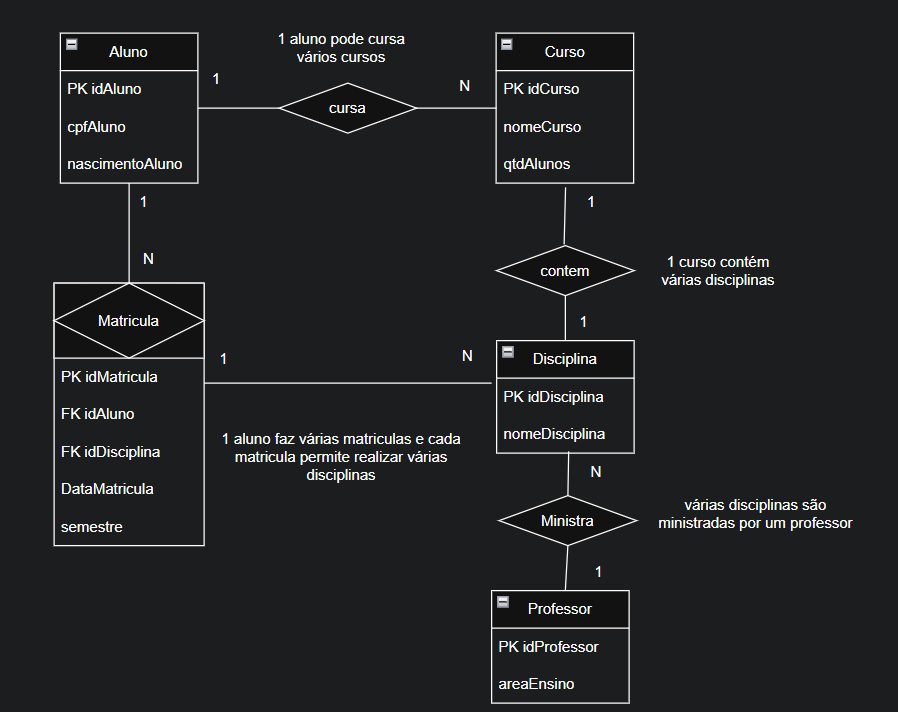 Aluno
PK idAluno
cpfAluno
nascimentoAluno
1 aluno pode cursa
vários cursos
1
N
cursa
Curso
PK idCurso
nomeCurso
qtdAlunos
1
N
1
contem
1 curso contém
várias disciplinas
1
Matricula
PK idMatricula
FK idAluno
FK idDisciplina
DataMatricula
semestre
1
N
1 aluno faz várias matriculas e cada
matricula permite realizar várias
disciplinas
Disciplina
PK idDisciplina
nomeDisciplina
N
Ministra
várias disciplinas são
ministradas por um professor
1
Professor
PK idProfessor
areaEnsino